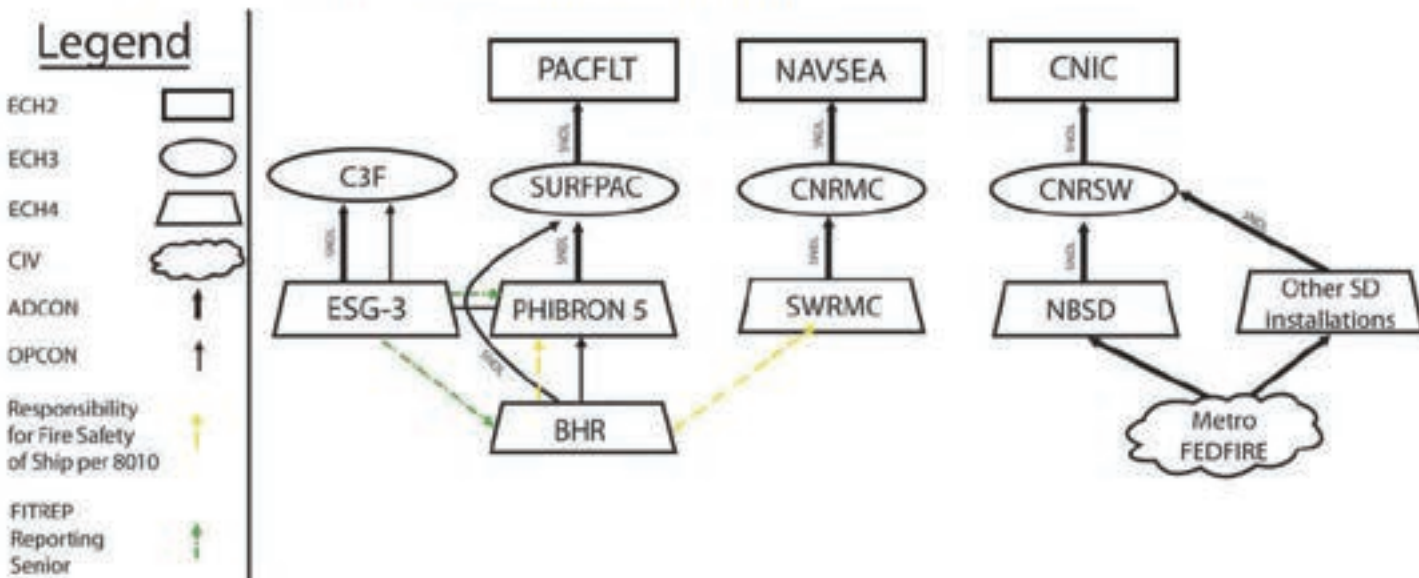 Legend
ECH2
ECH3
ECH4
CIV
ADCON
OPCON
Responsibility
for Fire Safety
of Ship per 8010
FITREP
Reporting
Senior
PACFLT
NAVSEA
CNIC
C3F
SURFPAC
CNRMC
CNRSW
ESG-3
PHIBRON 5
SWRMC
NBSD
Other SD
installations
BHR
Metro
FEDFIRE